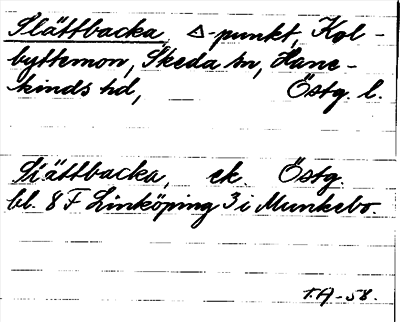 Slättbacka, Δ-punkt, Kol-
byttemon, Skeda sn, Hane-
kinds hd, Östg. l.
Slättbacka, ek. Östg.
bl. 8 F Linköping 3 i Munkebo.
T.A -58.